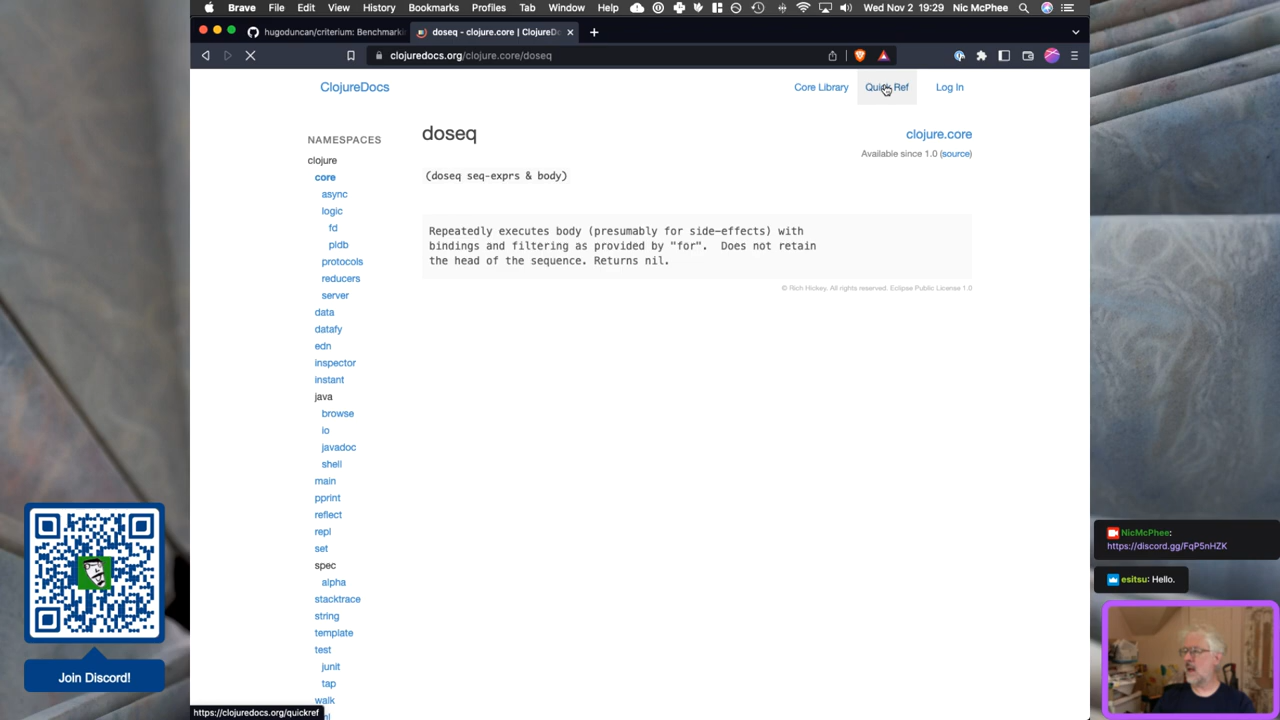 Brave File Edit View History Bookmarks Profiles Tab Window Help Wed Nov 2 19:29 Nic McPhee
hugoduncan/criterium: Benchmarki
doseq - clojure.core | ClojureD
clojuredocs.org/clojure.core/doseq
ClojureDocs
Core Library
Quick Ref
Log In
NAMESPACES
clojure
core
async
logic
fd
pldb
protocols
reducers
server
data
datafy
edn
inspector
instant
java
browse
io
javadoc
shell
main
pprint
reflect
repl
set
spec
alpha
stacktrace
string
template
test
junit
tap
walk
doseq
clojure.core
Available since 1.0 (source)
(doseq seq-exprs & body)
Repeatedly executes body (presumably for side-effects) with
bindings and filtering as provided by "for". Does not retain
the head of the sequence. Returns nil.
© Rich Hickey. All rights reserved. Eclipse Public License 1.0
https://clojuredocs.org/quickref
Join Discord!
NicMcPhee:
https://discord.gg/FqP5nHZK
esitsu: Hello.